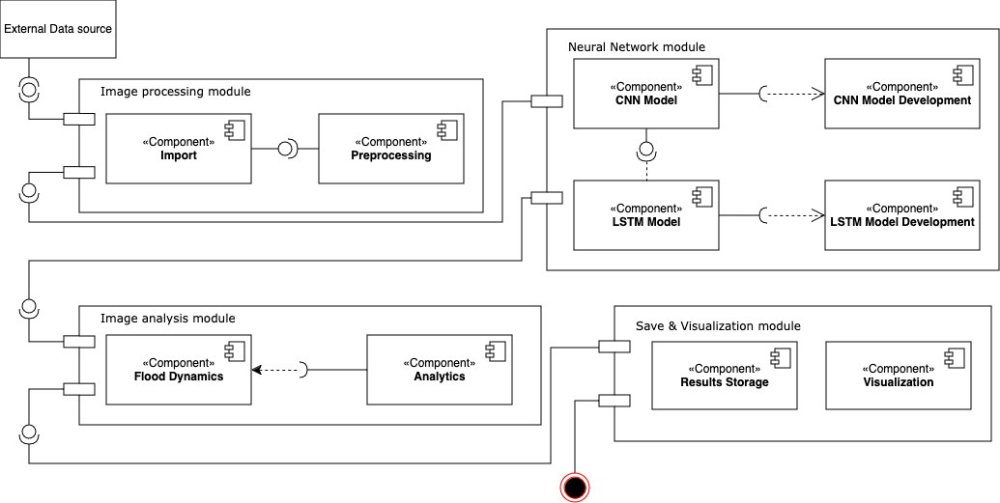 External Data source
Image processing module
«Component»
Import
«Component»
Preprocessing
Neural Network module
«Component»
CNN Model
«Component»
CNN Model Development
«Component»
LSTM Model
«Component»
LSTM Model Development
Image analysis module
«Component»
Flood Dynamics
«Component»
Analytics
Save & Visualization module
«Component»
Results Storage
«Component»
Visualization